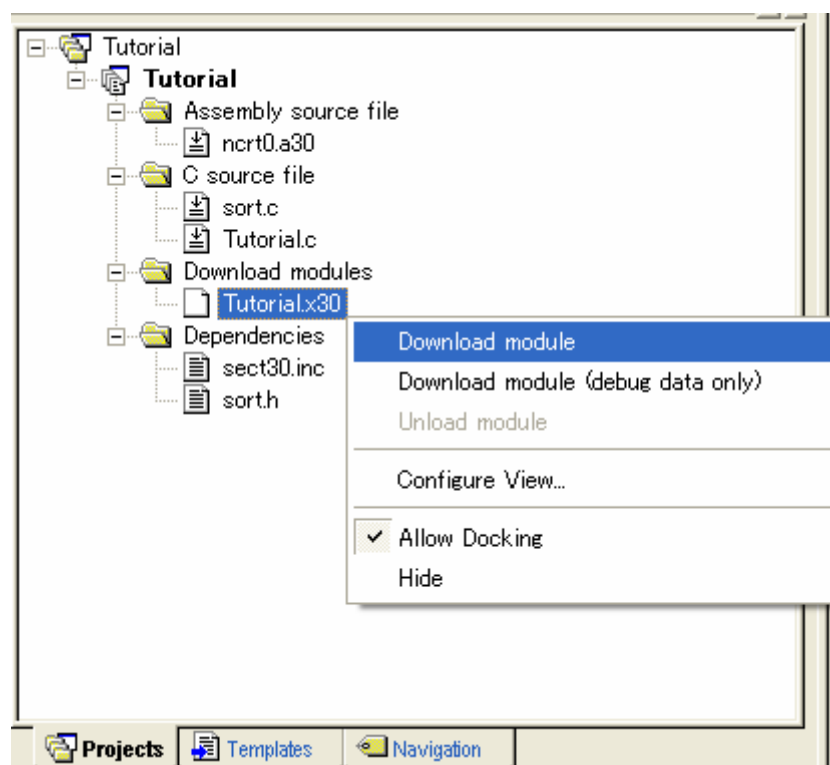 Tutorial
Tutorial
Assembly source file
ncrt0.a30
C source file
sort.c
Tutorial.c
Download modules
Tutorial.x30
Dependencies
sect30.inc
sort.h
Download module
Download module (debug data only)
Unload module
Configure View...
Allow Docking
Hide
Projects Templates Navigation